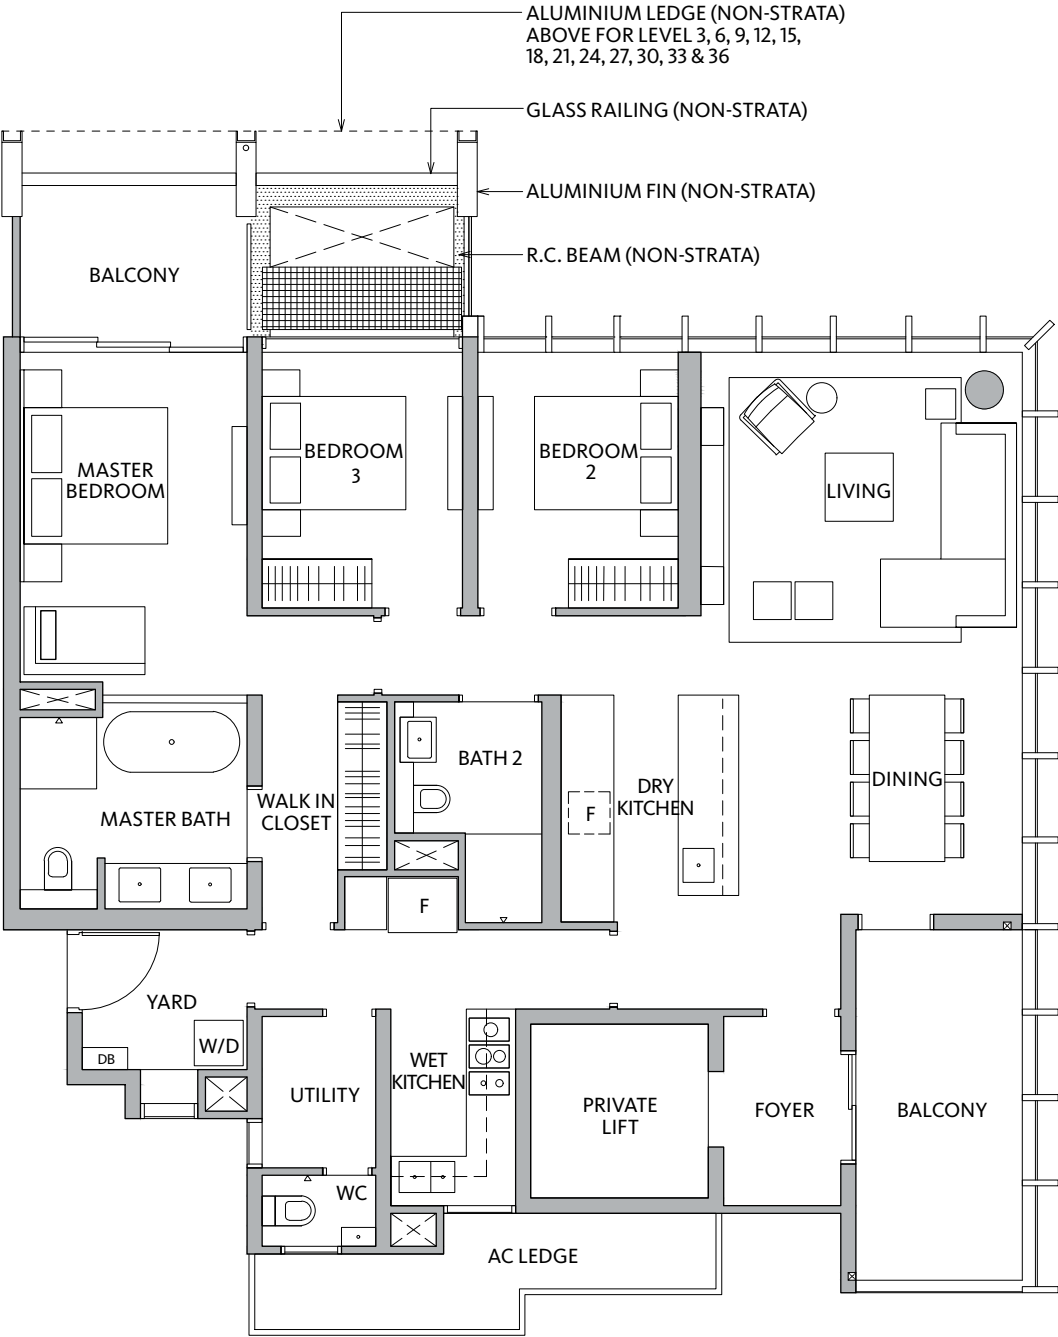 ALUMINIUM LEDGE (NON-STRATA)
ABOVE FOR LEVEL 3, 6, 9, 12, 15,
18, 21, 24, 27, 30, 33 & 36
GLASS RAILING (NON-STRATA)
ALUMINIUM FIN (NON-STRATA)
R.C. BEAM (NON-STRATA)
BALCONY
MASTER
BEDROOM
BEDROOM
3
BEDROOM
2
LIVING
MASTER BATH
WALK IN
CLOSET
BATH 2
F
F
DRY
KITCHEN
DINING
YARD
DB
W/D
UTILITY
WET
KITCHEN
PRIVATE
LIFT
FOYER
BALCONY
WC
AC LEDGE